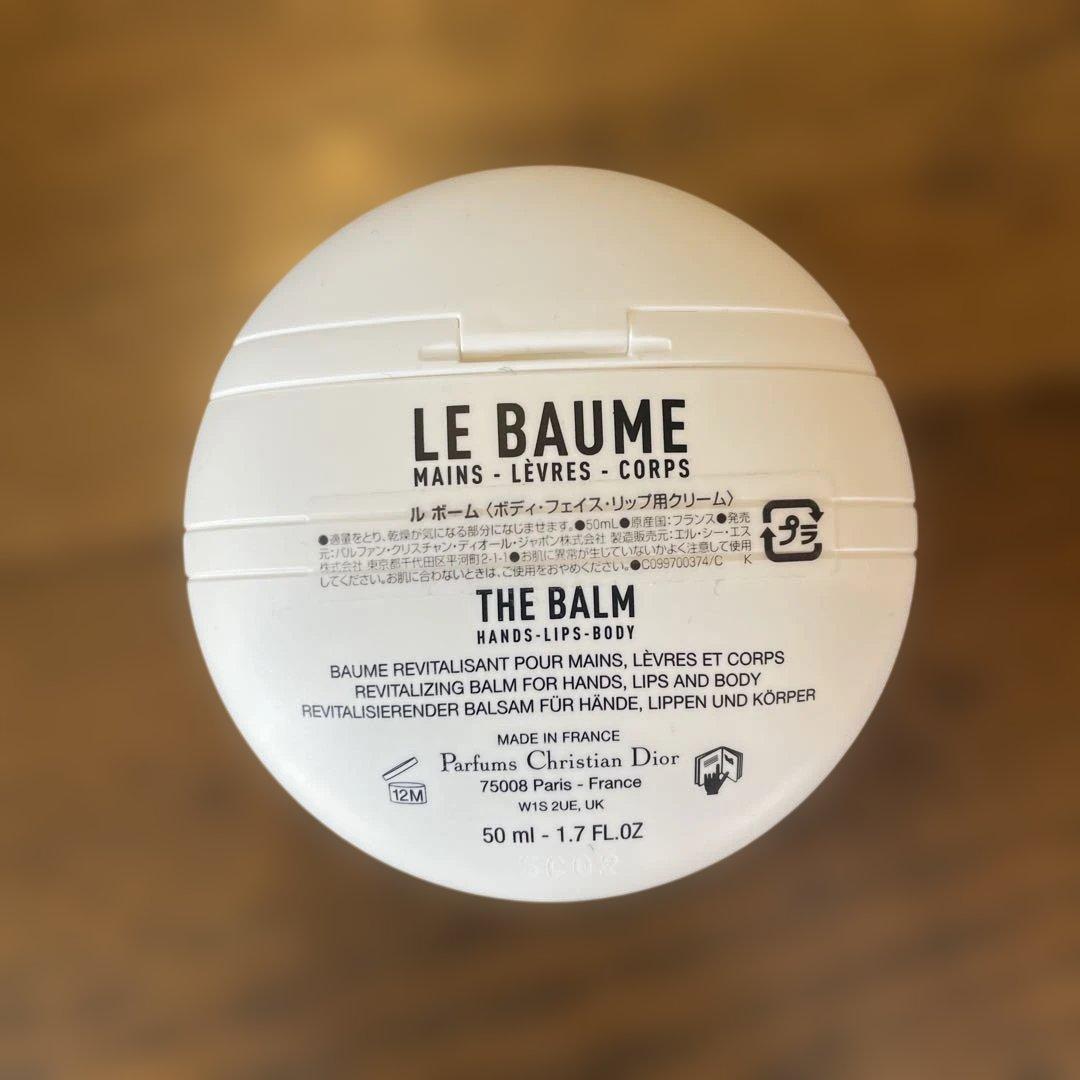 LE BAUME
MAINS - LÈVRES - CORPS
ル ボーム〈ボディ・フェイス・リップ用クリーム〉
●適量をとり、乾燥が気になる部分になじませます。●50mL●原産国：フランス●発売
元：パルファン・クリスチャン・ディオール・ジャポン株式会社 製造販売元：エル・シー・エス
株式会社 東京都千代田区平河町2-1-1●お肌に異常が生じていないかよく注意して使用
してください。お肌に合わないときは、ご使用をおやめください。●C099700374/C K
プラ
THE BALM
HANDS-LIPS-BODY
BAUME REVITALISANT POUR MAINS, LÈVRES ET CORPS
REVITALIZING BALM FOR HANDS, LIPS AND BODY
REVITALISIERENDER BALSAM FÜR HÄNDE, LIPPEN UND KÖRPER
MADE IN FRANCE
Parfums Christian Dior
75008 Paris - France
12M
W1S 2UE, UK
50 ml - 1.7 FL.OZ